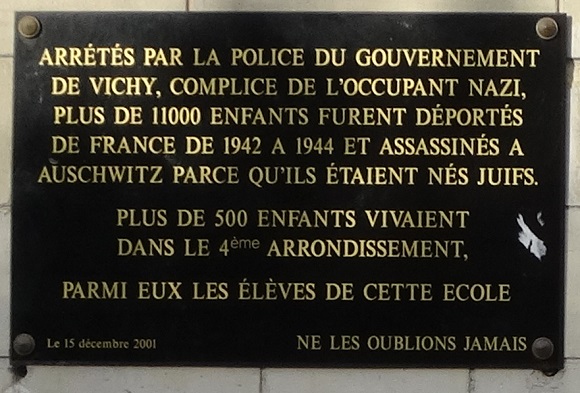 ARRÉTÉS PAR LA POLICE DU GOUVERNEMENT
DE VICHY, COMPLICE DE L'OCCUPANT NAZI,
PLUS DE 11000 ENFANTS FURENT DÉPORTÉS
DE FRANCE DE 1942 A 1944 ET ASSASSINÉS A
AUSCHWITZ PARCE QU'ILS ÉTAIENT NÉS JUIFS.
PLUS DE 500 ENFANTS VIVAIENT
DANS LE 4ème ARRONDISSEMENT,
PARMI EUX LES ÉLÈVES DE CETTE ECOLE
Le 15 décembre 2001 NE LES OUBLIONS JAMAIS